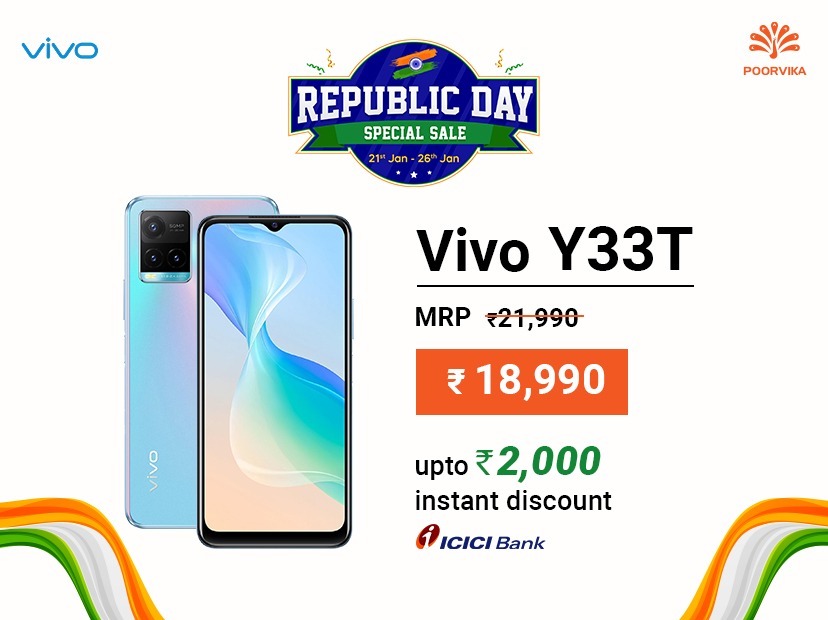 vivo
POORVIKA
REPUBLIC DAY
SPECIAL SALE
21st Jan - 26th Jan
50MP
vivo
Vivo Y33T
MRP ₹21,990
₹ 18,990
upto ₹2,000
instant discount
ICICI Bank